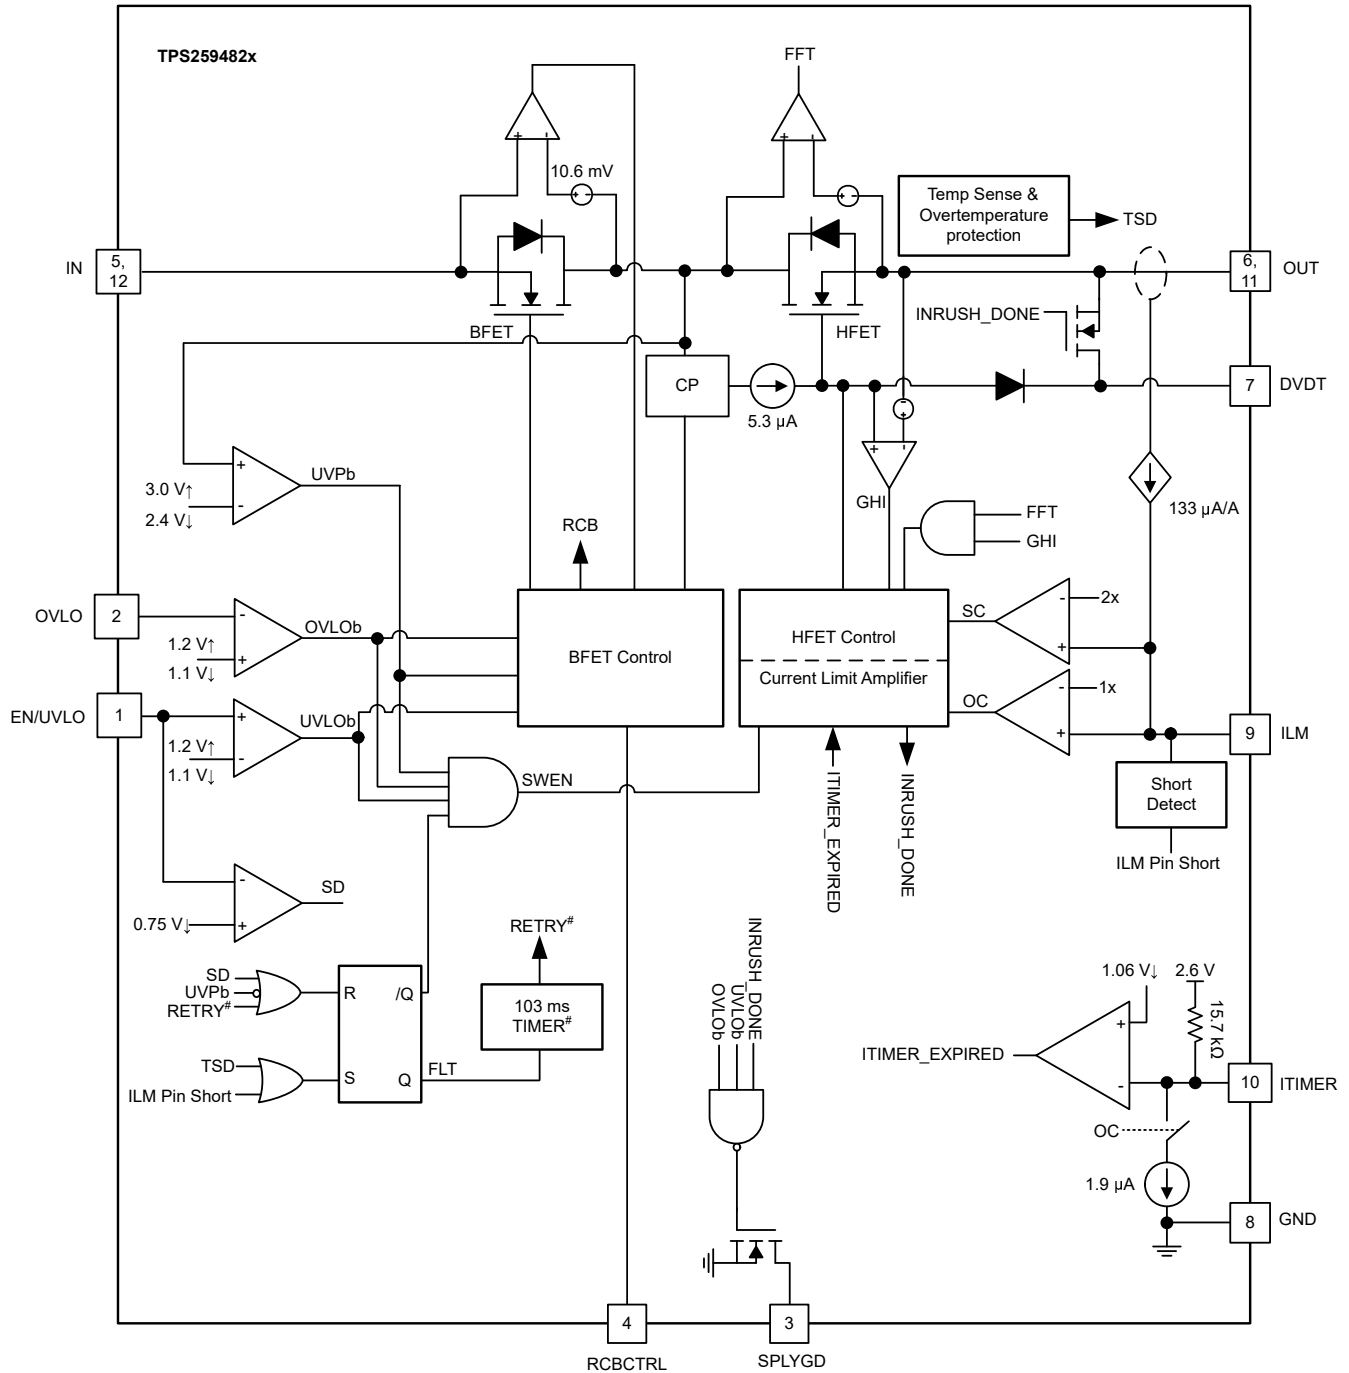 TPS259482x
FFT
+
-
+
-
10.6 mV
+ -
+ -
Temp Sense &
Overtemperature
protection
TSD
IN
5,
12
6,
11
OUT
BFET
HFET
INRUSH_DONE
CP
5.3 µA
7
DVDT
-
+
+
-
UVPb
+
3.0 V↑
-
2.4 V↓
GHI
133 µA/A
RCB
FFT
GHI
OVLO
2
-
OVLOb
1.2 V↑
+
1.1 V↓
BFET Control
HFET Control
Current Limit Amplifier
SC
-
2x
+
OC
-
1x
+
EN/UVLO
1
+
UVLOb
1.2 V↑
-
1.1 V↓
9
ILM
SWEN
ITIMER_EXPIRED
INRUSH_DONE
Short
Detect
ILM Pin Short
-
SD
0.75 V↓
+
RETRY#
SD
UVPb
RETRY#
R
/Q
103 ms
TIMER#
TSD
ILM Pin Short
S
Q
FLT
OVLOb
UVLOb
INRUSH_DONE
1.06 V↓
2.6 V
+
15.7 kΩ
ITIMER_EXPIRED
-
10
ITIMER
OC
1.9 µA
8
GND
4
RCBCTRL
3
SPLYGD